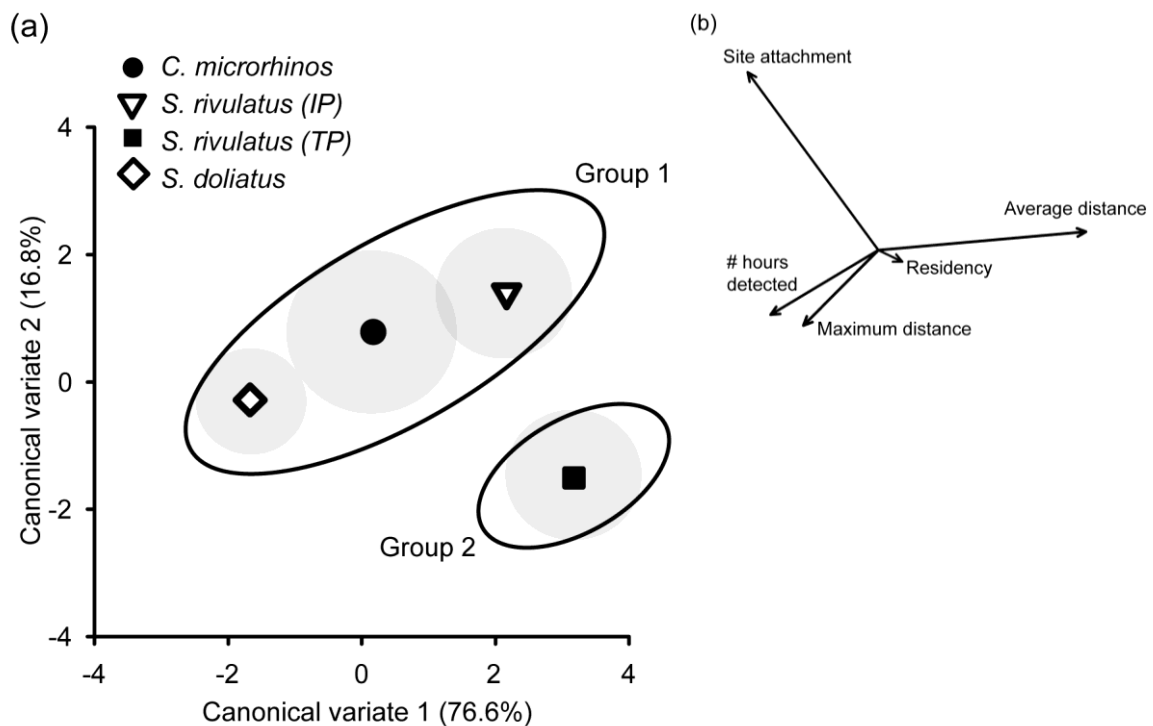 (a)
C. microrhinos
S. rivulatus (IP)
S. rivulatus (TP)
S. doliatus
Group 1
Group 2
4
2
0
-2
-4
Canonical variate 2 (16.8%)
-4
-2
0
2
4
Canonical variate 1 (76.6%)
(b)
Site attachment
Average distance
# hours
detected
Residency
Maximum distance